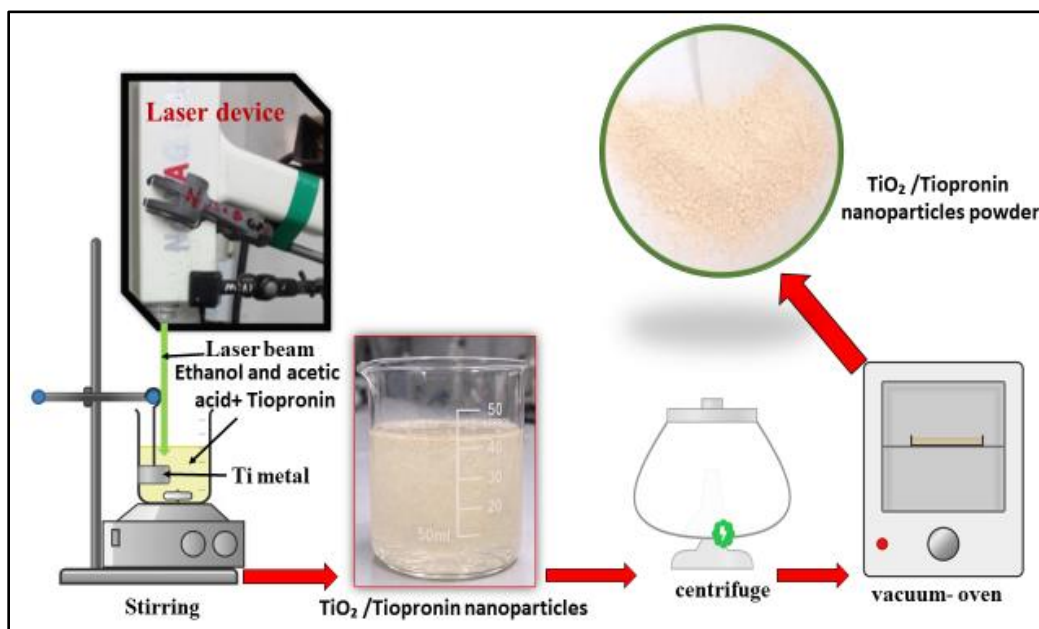 Laser device
Laser beam
Ethanol and acetic
acid+ Tiopronin
Ti metal
Stirring
50
40
30
20
50ml
TiO₂ /Tiopronin nanoparticles
centrifuge
vacuum- oven
TiO₂ /Tiopronin
nanoparticles powder